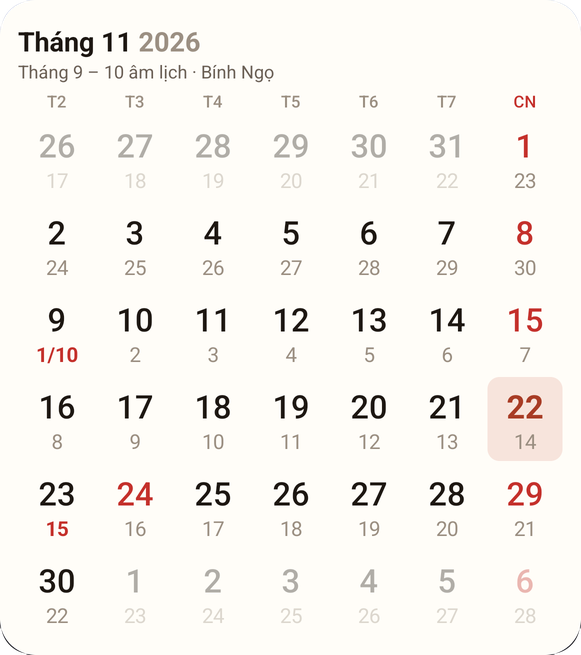 Tháng 11 2026
Tháng 9 – 10 âm lịch · Bính Ngọ
T2 T3 T4 T5 T6 T7 CN
26 27 28 29 30 31 1
17 18 19 20 21 22 23
2 3 4 5 6 7 8
24 25 26 27 28 29 30
9 10 11 12 13 14 15
1/10 2 3 4 5 6 7
16 17 18 19 20 21 22
8 9 10 11 12 13 14
23 24 25 26 27 28 29
15 16 17 18 19 20 21
30 1 2 3 4 5 6
22 23 24 25 26 27 28